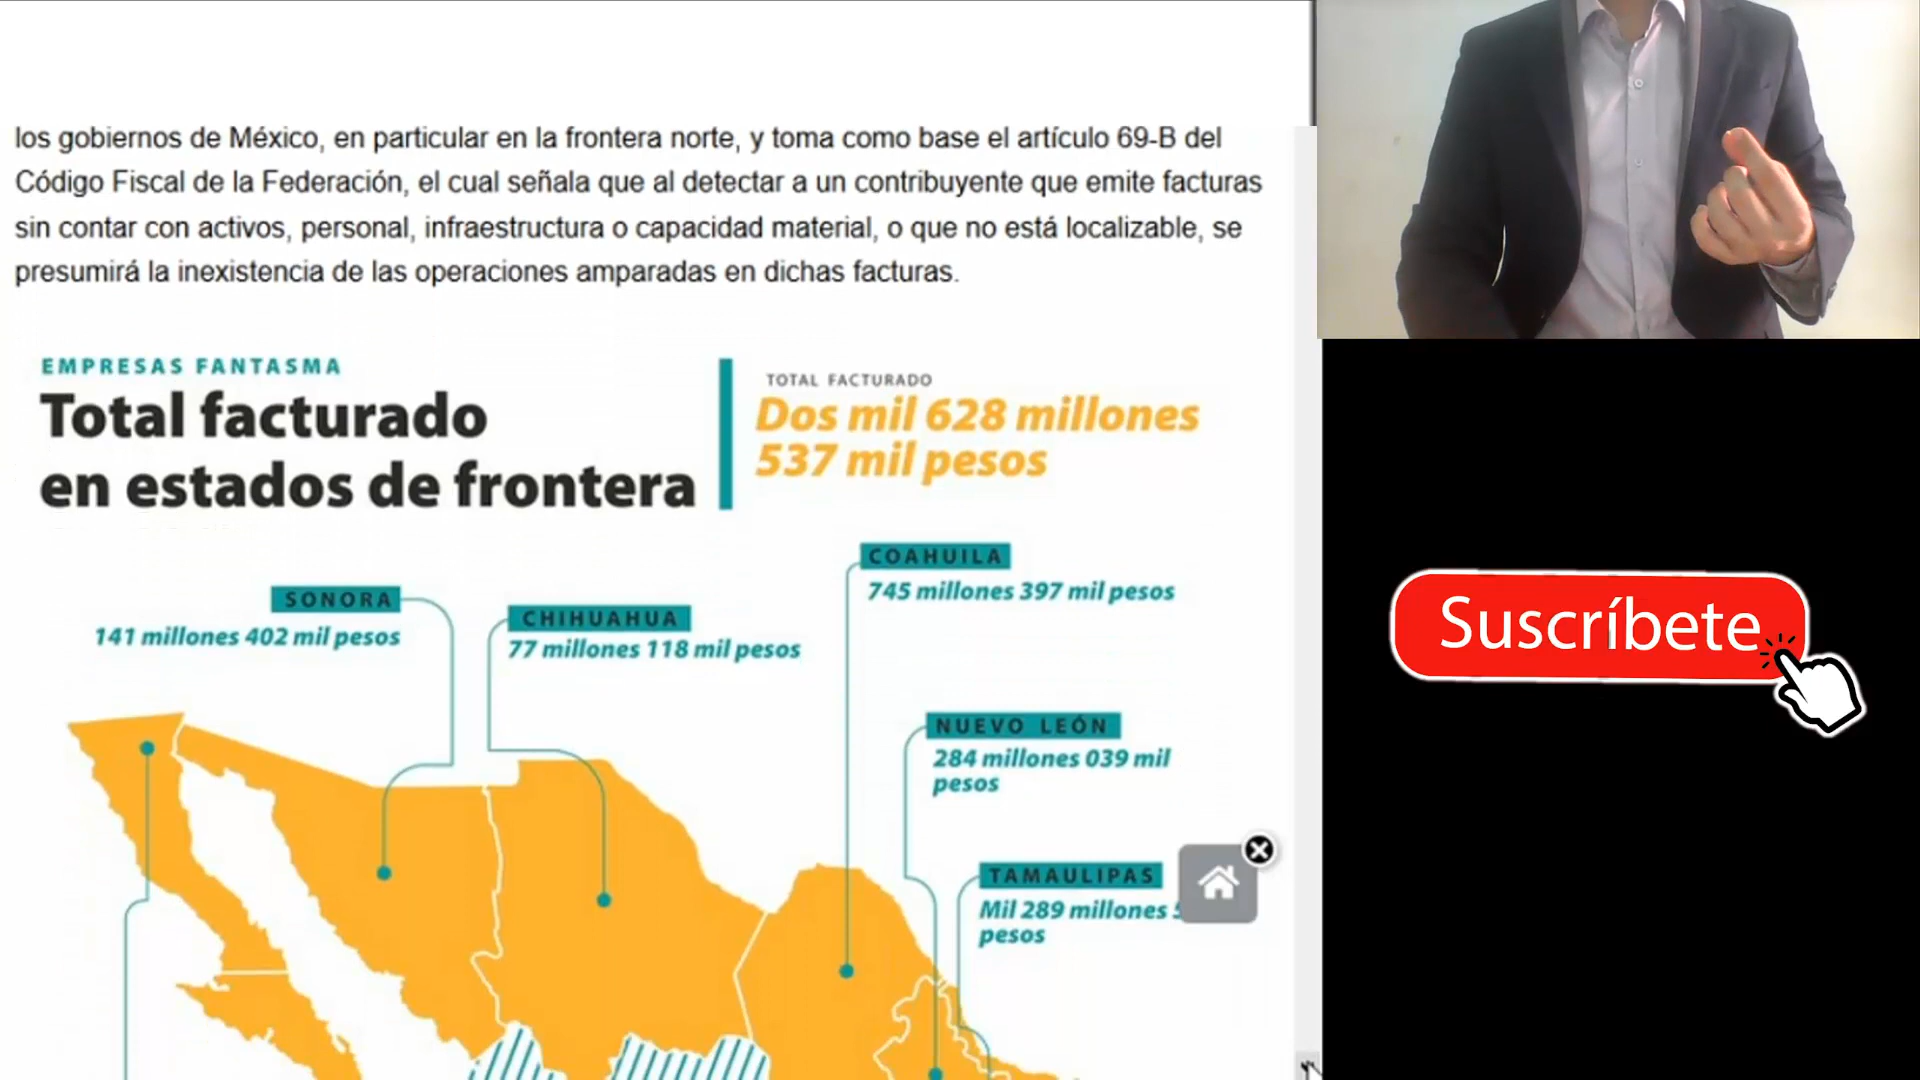 los gobiernos de México, en particular en la frontera norte, y toma como base el artículo 69-B del
Código Fiscal de la Federación, el cual señala que al detectar a un contribuyente que emite facturas
sin contar con activos, personal, infraestructura o capacidad material, o que no está localizable, se
presumirá la inexistencia de las operaciones amparadas en dichas facturas.
EMPRESAS FANTASMA
Total facturado
en estados de frontera
TOTAL FACTURADO
Dos mil 628 millones
537 mil pesos
COAHUILA
745 millones 397 mil pesos
SONORA
141 millones 402 mil pesos
CHIHUAHUA
77 millones 118 mil pesos
NUEVO LEÓN
284 millones 039 mil
pesos
TAMAULIPAS
Mil 289 millones
pesos
Suscríbete